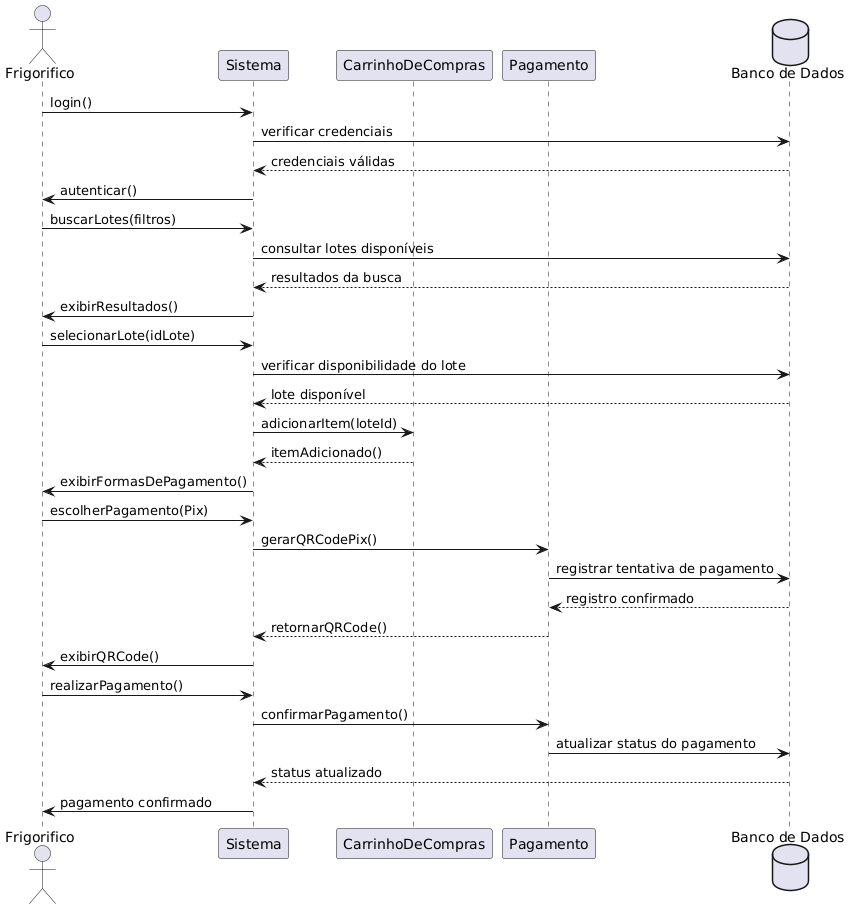 Frigorifico
Sistema
CarrinhoDeCompras
Pagamento
Banco de Dados
login()
verificar credenciais
credenciais válidas
autenticar()
buscarLotes(filtros)
consultar lotes disponíveis
resultados da busca
exibirResultados()
selecionarLote(idLote)
verificar disponibilidade do lote
lote disponível
adicionarItem(loteId)
itemAdicionado()
exibirFormasDePagamento()
escolherPagamento(Pix)
gerarQRCodePix()
registrar tentativa de pagamento
registro confirmado
retornarQRCode()
exibirQRCode()
realizarPagamento()
confirmarPagamento()
atualizar status do pagamento
status atualizado
pagamento confirmado
Frigorifico
Sistema
CarrinhoDeCompras
Pagamento
Banco de Dados